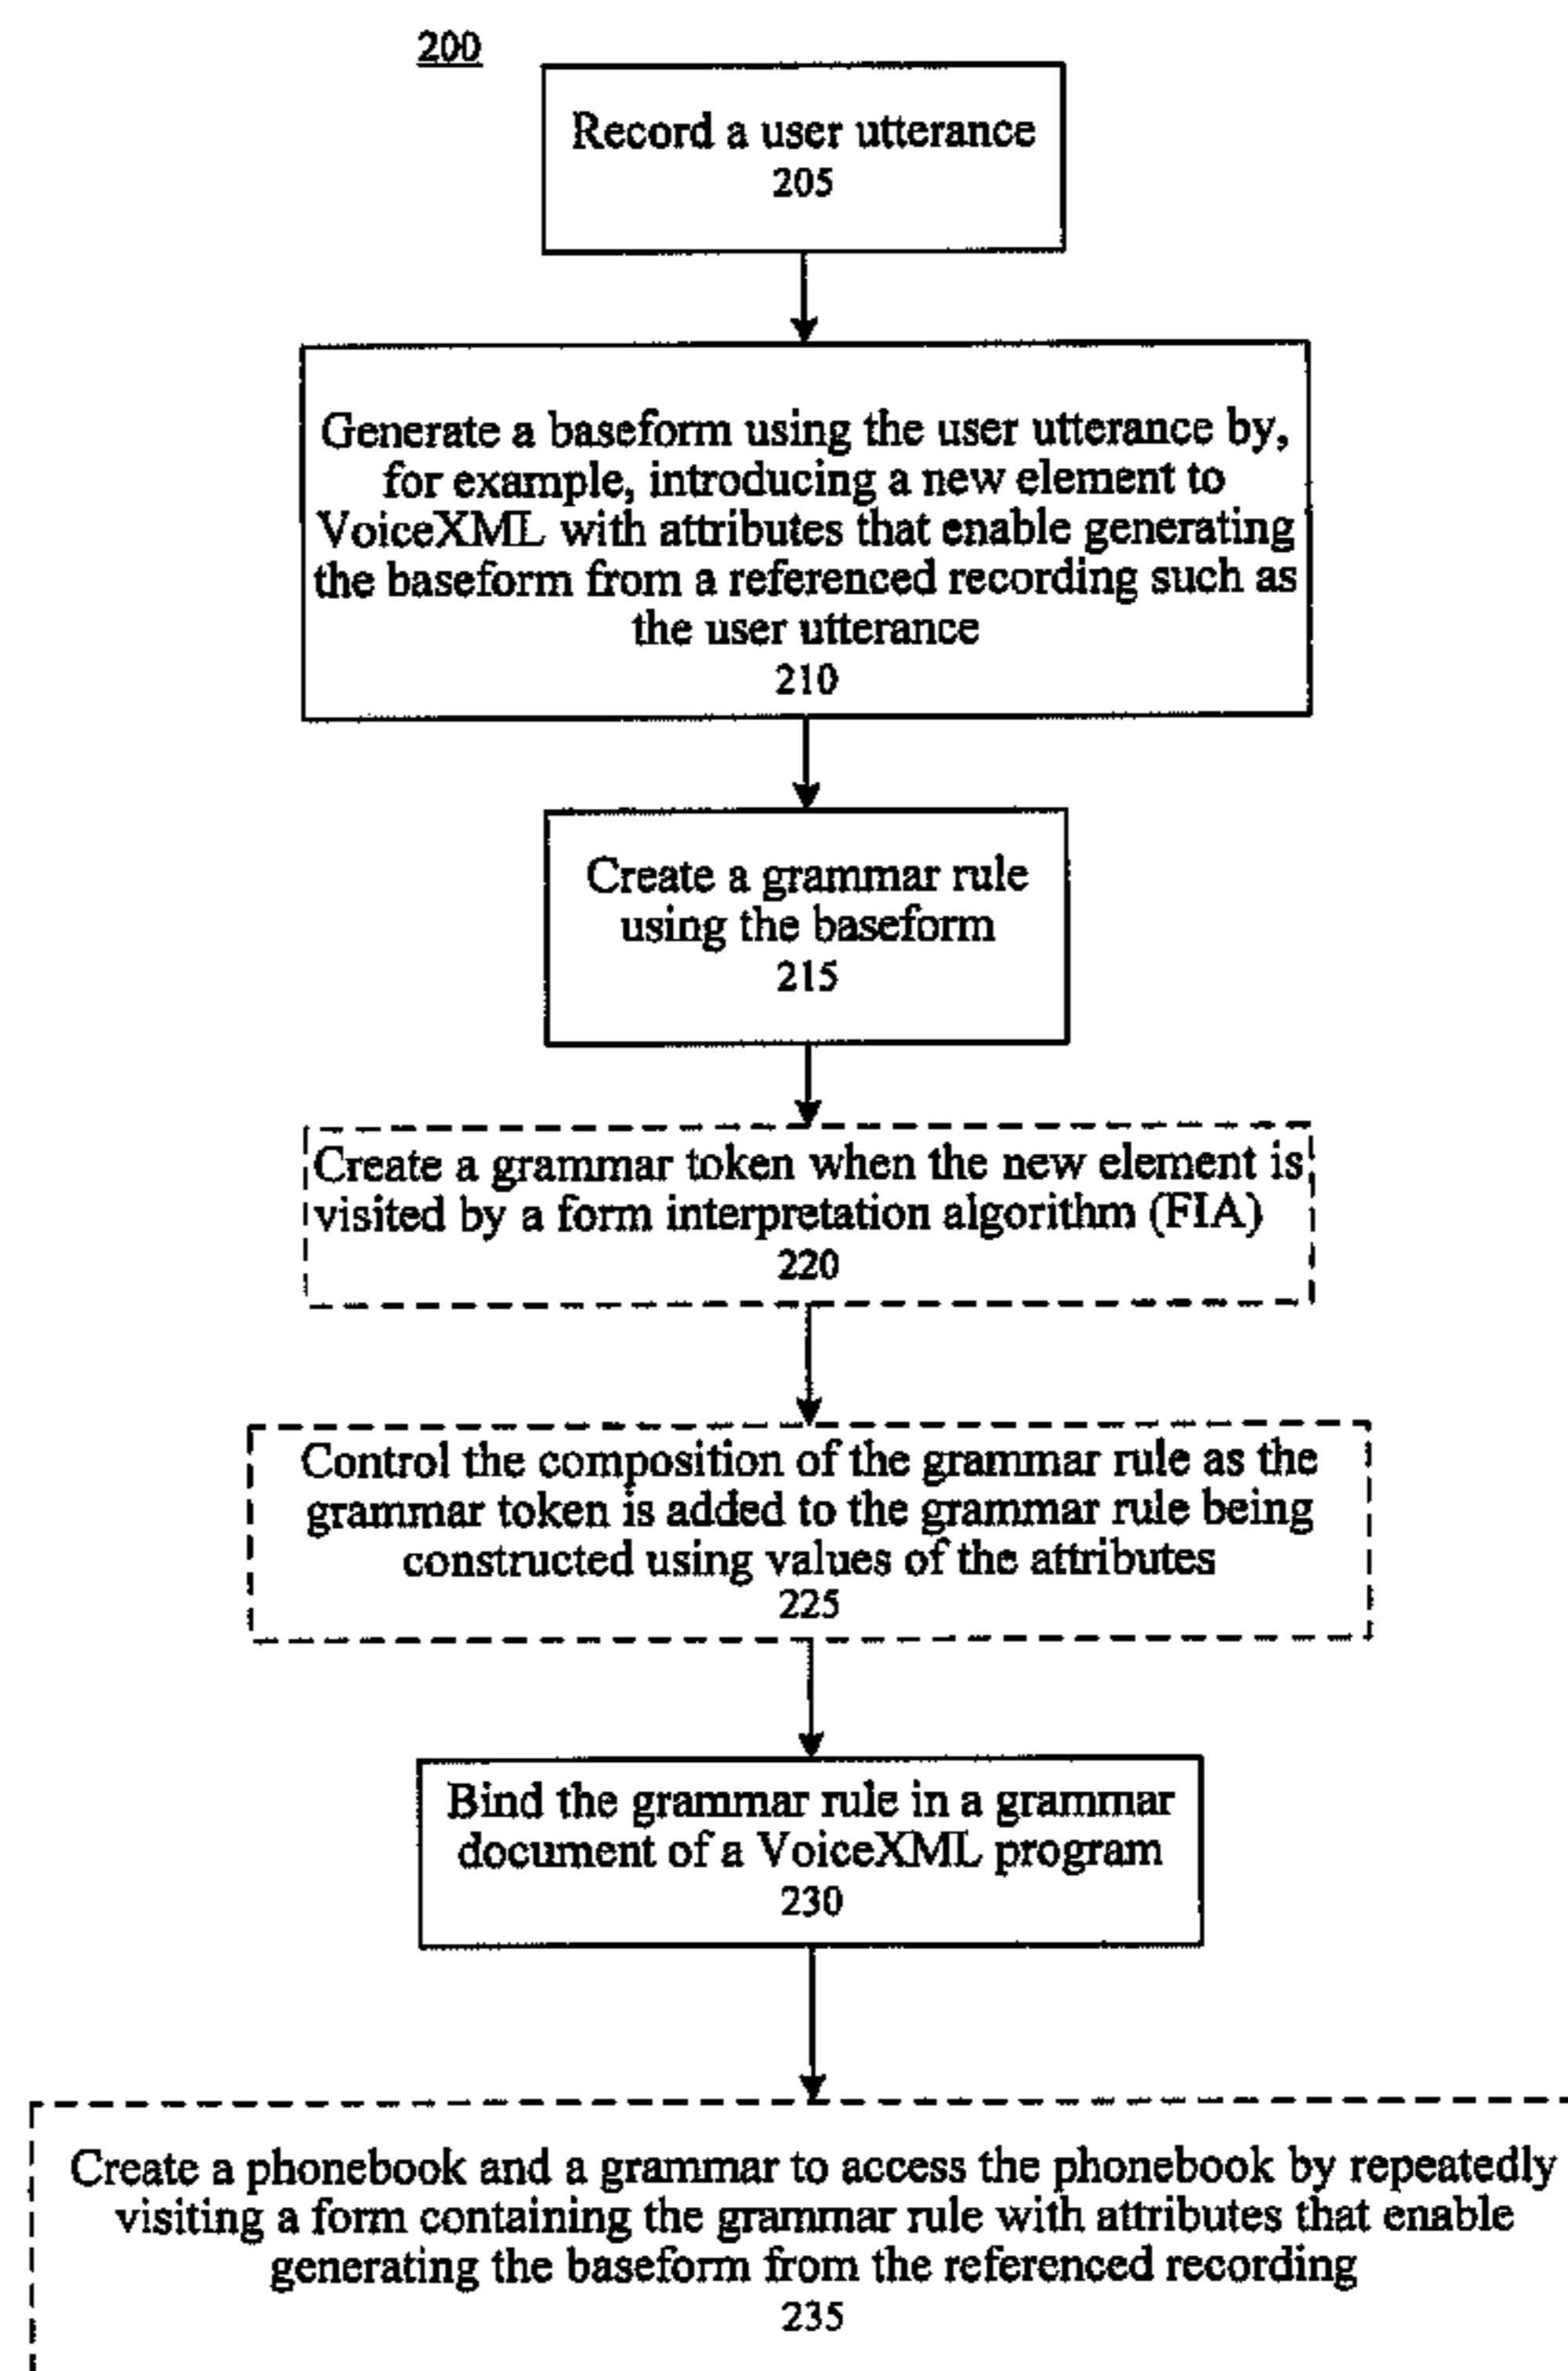 200
Record a user utterance
205
Generate a baseform using the user utterance by,
for example, introducing a new element to
VoiceXML with attributes that enable generating
the baseform from a referenced recording such as
the user utterance
210
Create a grammar rule
using the baseform
215
Create a grammar token when the new element is
visited by a form interpretation algorithm (FIA)
220
Control the composition of the grammar rule as the
grammar token is added to the grammar rule being
constructed using values of the attributes
225
Bind the grammar rule in a grammar
document of a VoiceXML program
230
Create a phonebook and a grammar to access the phonebook by repeatedly
visiting a form containing the grammar rule with attributes that enable
generating the baseform from the referenced recording
235